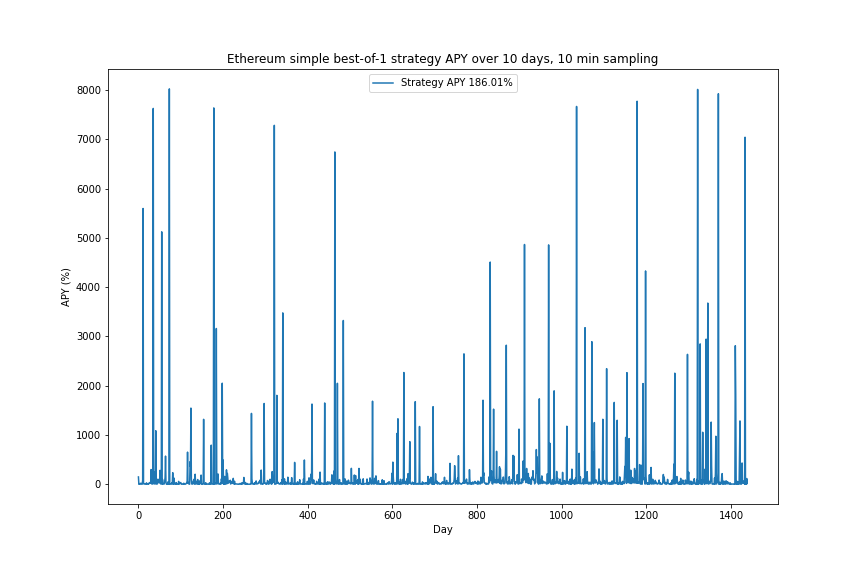 Ethereum simple best-of-1 strategy APY over 10 days, 10 min sampling
Strategy APY 186.01%
APY (%)
8000
7000
6000
5000
4000
3000
2000
1000
0
0 200 400 600 800 1000 1200 1400
Day